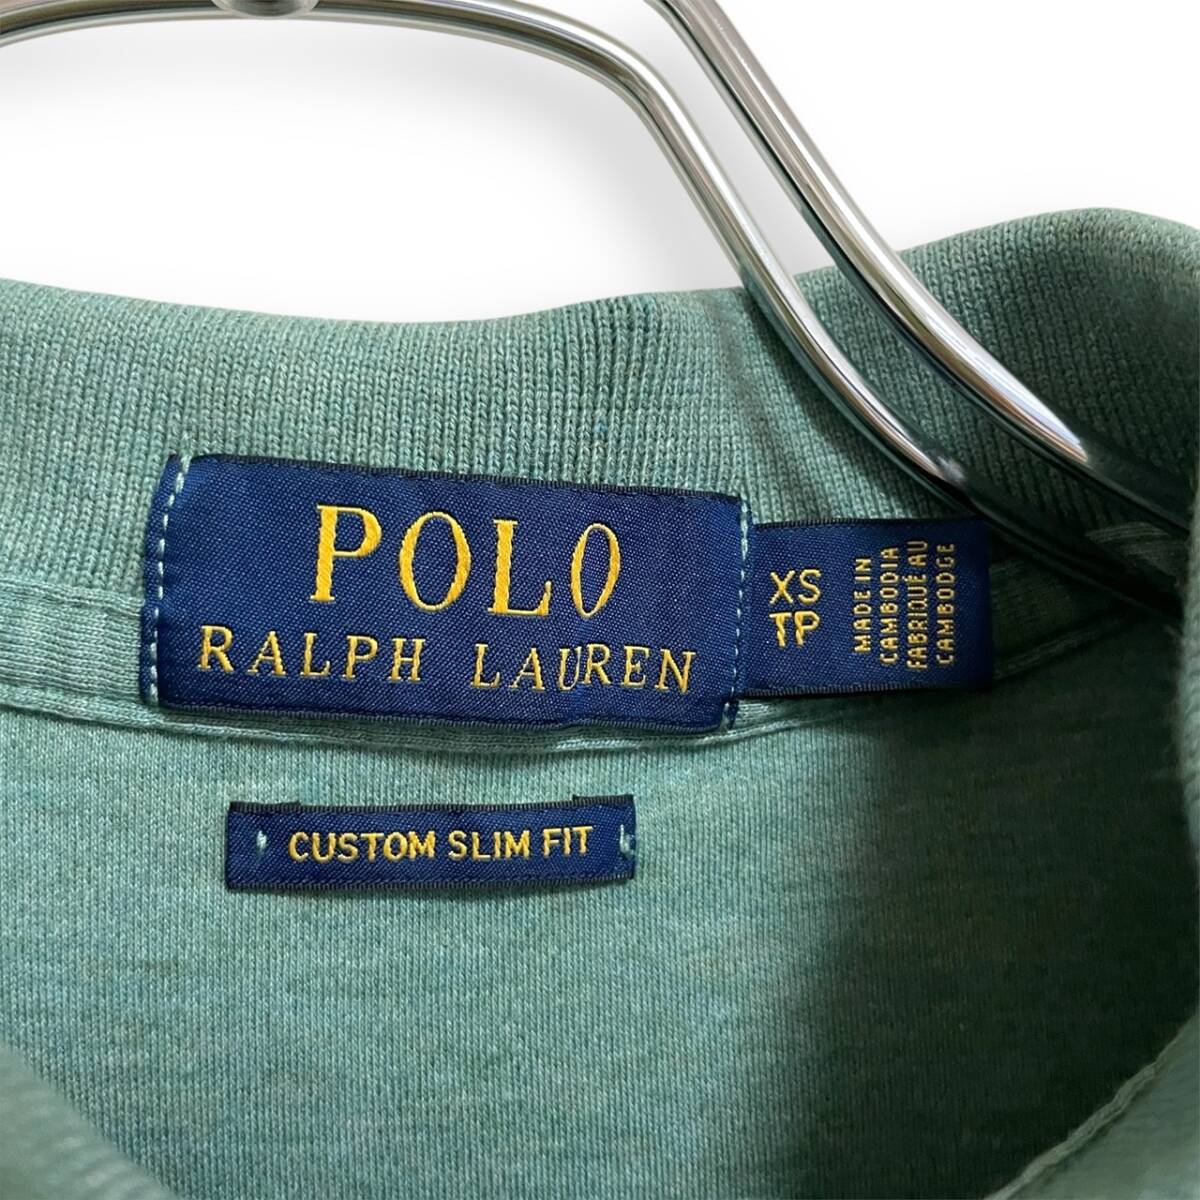 POLO
RALPH LAUREN
XS
TP
MADE IN
CAMBODIA
FABRIQUÉ AU
CAMBODGE
CUSTOM SLIM FIT